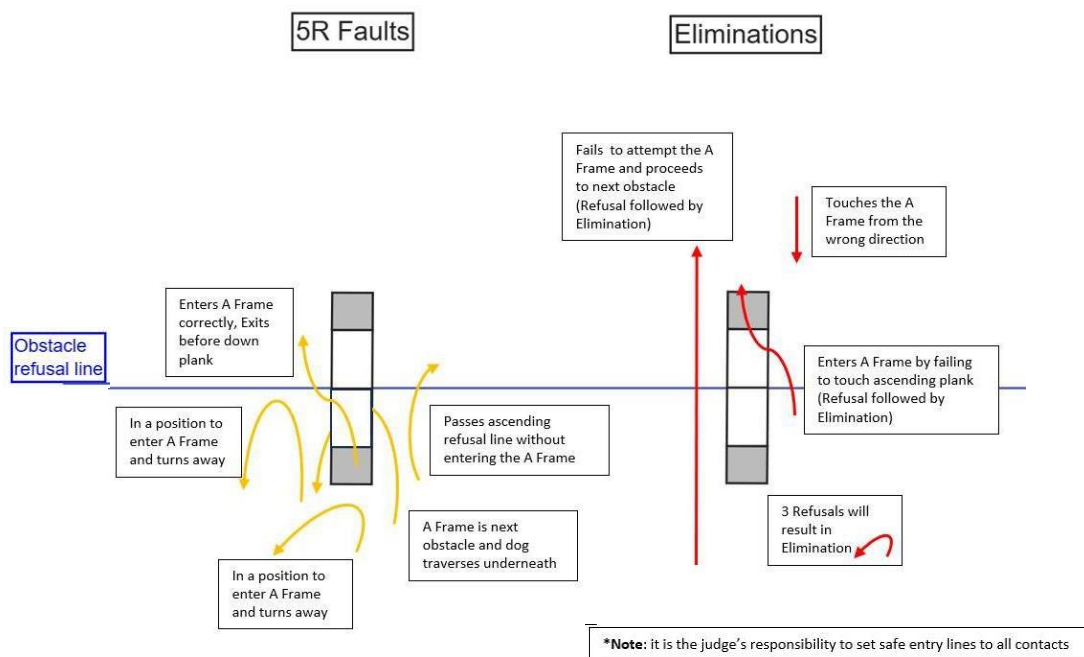 5R Faults
Eliminations
Fails to attempt the A
Frame and proceeds
to next obstacle
(Refusal followed by
Elimination)
Touches the A
Frame from the
wrong direction
Enters A Frame
correctly, Exits
before down
plank
Obstacle
refusal line
Enters A Frame by failing
to touch ascending plank
(Refusal followed by
Elimination)
In a position to
enter A Frame
and turns away
Passes ascending
refusal line without
entering the A Frame
A Frame is next
obstacle and dog
traverses underneath
3 Refusals will
result in
Elimination
In a position to
enter A Frame
and turns away
*Note: it is the judge's responsibility to set safe entry lines to all contacts